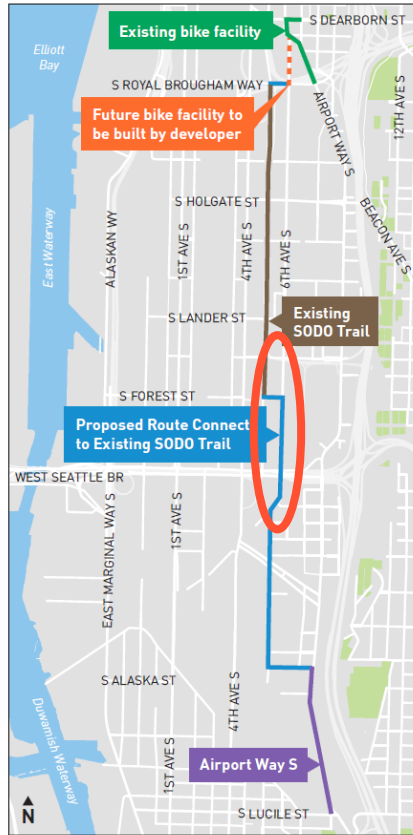 S DEARBORN ST
Existing bike facility
Elliott
Bay
S ROYAL BROUGHAM WAY
Future bike facility to
be built by developer
AIRPORT WAY S
12TH AVE S
BEACON AVE S
S HOLGATE ST
ALASKAN WY
1ST AVE S
4TH AVE S
6TH AVE S
East Waterway
S LANDER ST
Existing
SODO Trail
S FOREST ST
Proposed Route Connect
to Existing SODO Trail
WEST SEATTLE BR
EAST MARGINAL WAY S
1ST AVE S
S ALASKA ST
4TH AVE S
Duwamish Waterway
1ST AVE S
Airport Way S
N
S LUCILE ST